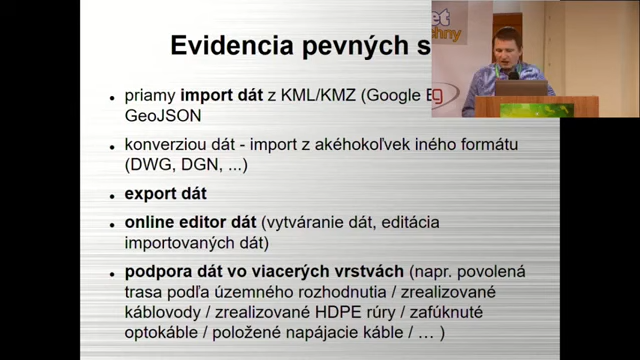 Evidencia pevných s
priamy import dát z KML/KMZ (Google E
GeoJSON
konverziou dát - import z akéhokoľvek iného formátu
(DWG, DGN, ...)
export dát
online editor dát (vytváranie dát, editácia
importovaných dát)
podpora dát vo viacerých vrstvách (napr. povolená
trasa podľa územného rozhodnutia / zrealizované
káblovody / zrealizované HDPE rúry / zafúknuté
optokáble / položené napájacie káble / … )
et
chny